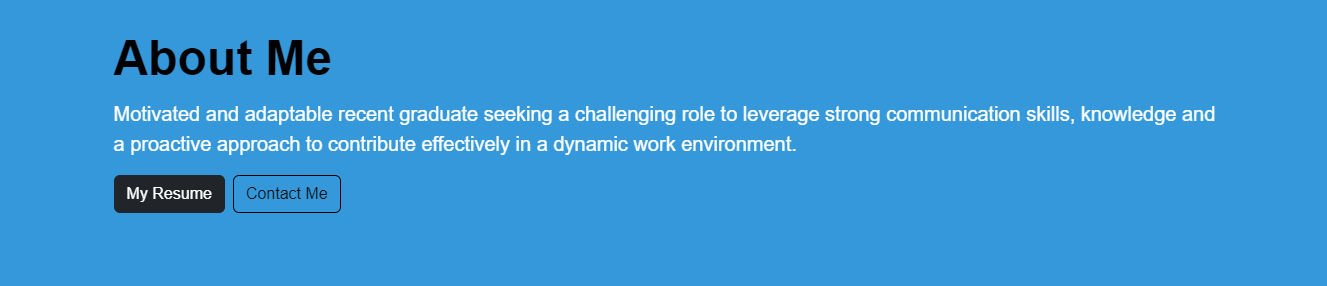 About Me
Motivated and adaptable recent graduate seeking a challenging role to leverage strong communication skills, knowledge and
a proactive approach to contribute effectively in a dynamic work environment.
My Resume Contact Me